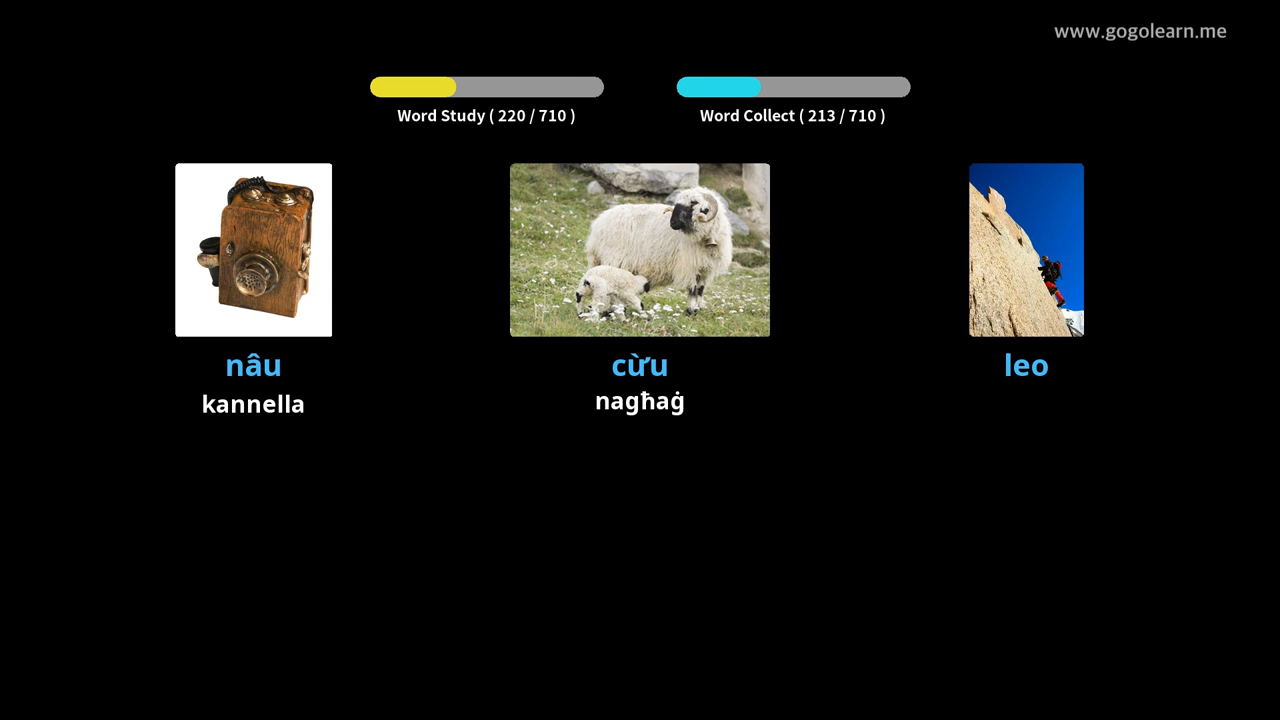 www.gogolearn.me
Word Study ( 220 / 710 )
Word Collect ( 213 / 710 )
nâu
cừu
leo
kannella
nagħaġ